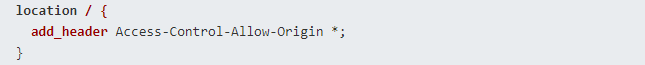 location / {
  add_header Access-Control-Allow-Origin *;
}